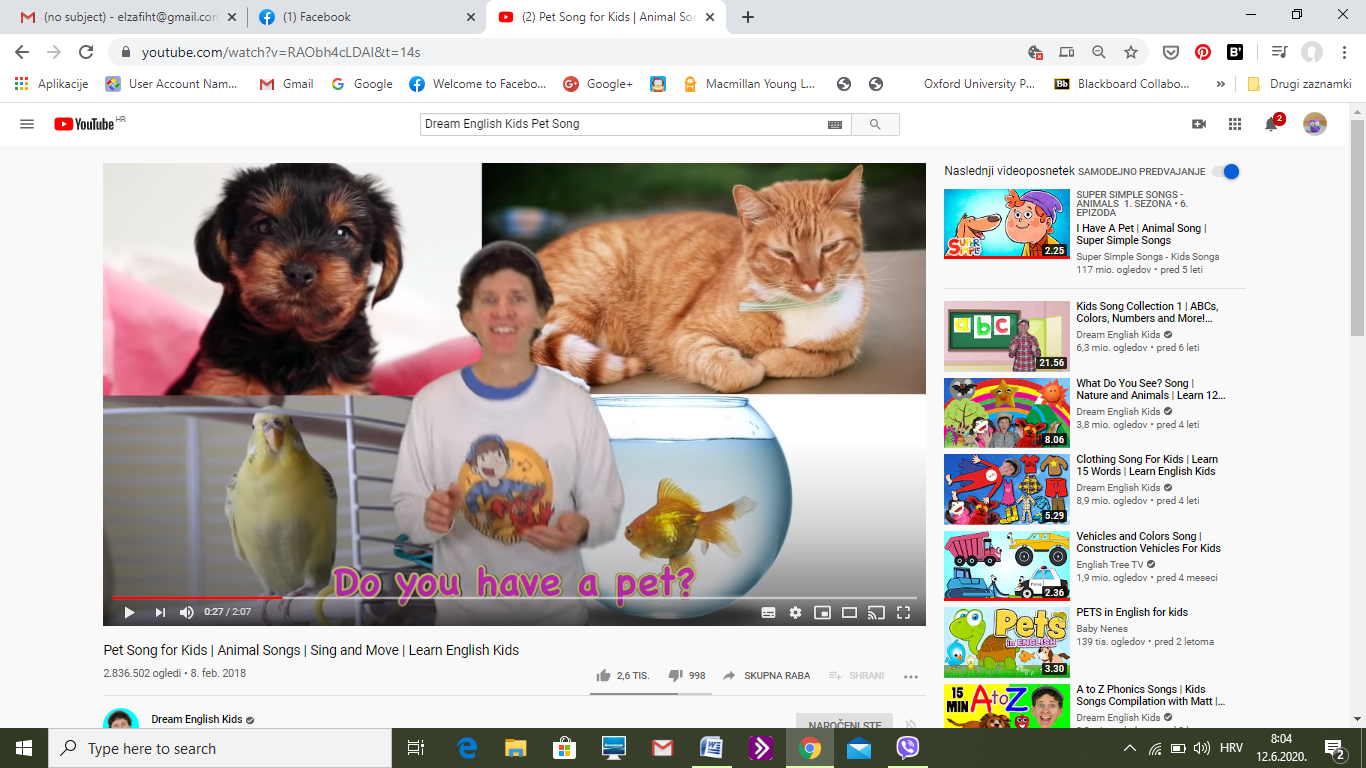 (no subject) - elzafiht@gmail.con
(1) Facebook
(2) Pet Song for Kids | Animal Son
youtube.com/watch?v=RAObh4cLDAI&t=14s
Aplikacije
User Account Nam...
Gmail
Google
Welcome to Facebo...
Google+
Macmillan Young L...
Oxford University P...
Bb
Blackboard Collabo...
»
Drugi zaznamki
YouTube HR
Dream English Kids Pet Song
2
Do you have a pet?
0:27 / 2:07
Pet Song for Kids | Animal Songs | Sing and Move | Learn English Kids
2.836.502 ogledi • 8. feb. 2018
2,6 TIS.
998
SKUPNA RABA
SHRANI
Dream English Kids
NAROČENI STE
Naslednji videoposnetek
SAMODEJNO PREDVAJANJE
SUPER SIMPLE
2.25
SUPER SIMPLE SONGS -
ANIMALS 1. SEZONA • 6.
EPIZODA
I Have A Pet | Animal Song |
Super Simple Songs
Super Simple Songs - Kids Songs
117 mio. ogledov • pred 5 leti
a b c
21.56
Kids Song Collection 1 | ABCs,
Colors, Numbers and More!...
Dream English Kids
6,3 mio. ogledov • pred 6 leti
8.06
What Do You See? Song |
Nature and Animals | Learn 12...
Dream English Kids
3,8 mio. ogledov • pred 4 leti
5.29
Clothing Song For Kids | Learn
15 Words | Learn English Kids
Dream English Kids
8,9 mio. ogledov • pred 4 leti
2.36
Vehicles and Colors Song |
Construction Vehicles For Kids
English Tree TV
1,9 mio. ogledov • pred 4 meseci
Pets
in ENGLISH
3.30
PETS in English for kids
Baby Nenes
139 tis. ogledov • pred 2 letoma
15
MIN
A to Z
A to Z Phonics Songs | Kids
Songs Compilation with Matt |...
Dream English Kids
Type here to search
HRV
8:04
12.6.2020.
2